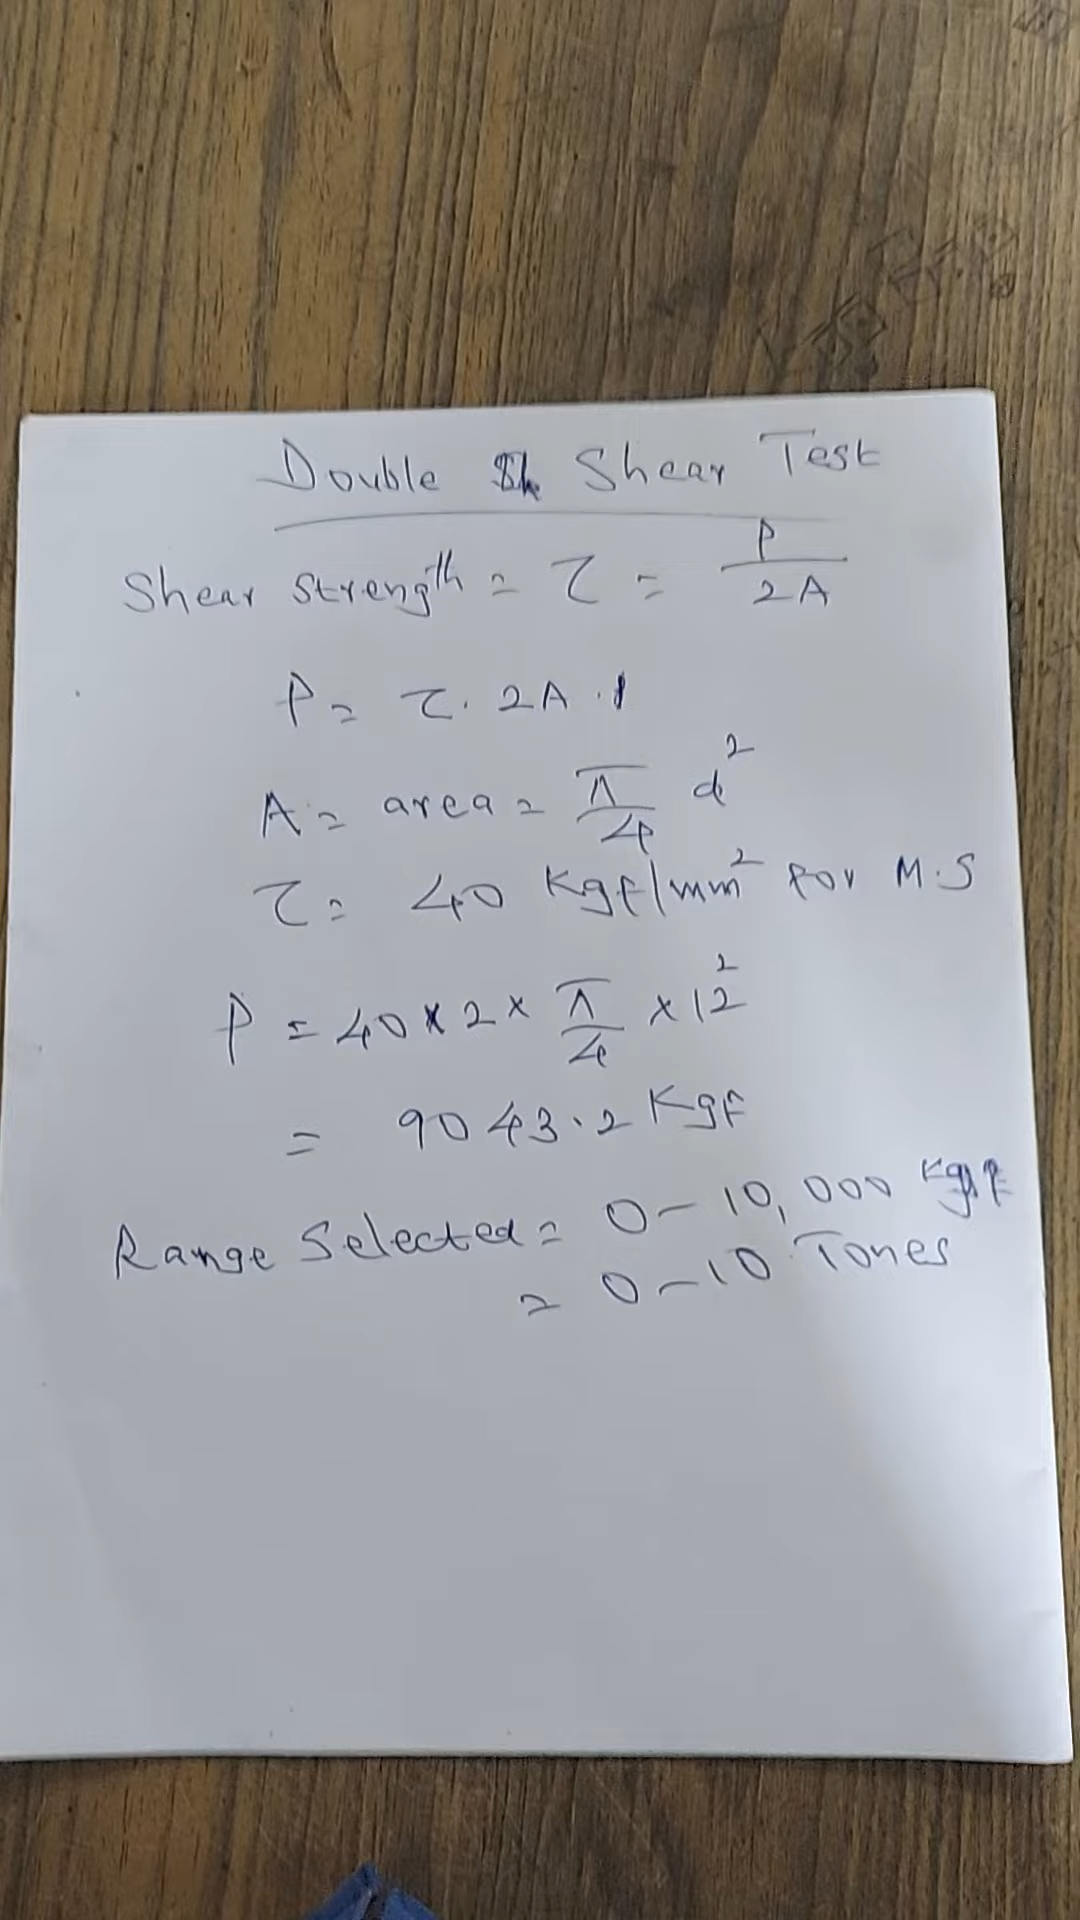 Double Shear Test
Shear Strength = τ = P / 2A
P = τ. 2A .
A = area = π/4 d²
τ = 40 Kgf/mm² for M.S
P = 40 × 2 × π/4 × 12²
= 9043.2 Kgf
Range Selected = 0 - 10,000 Kgf
= 0 - 10 Tones